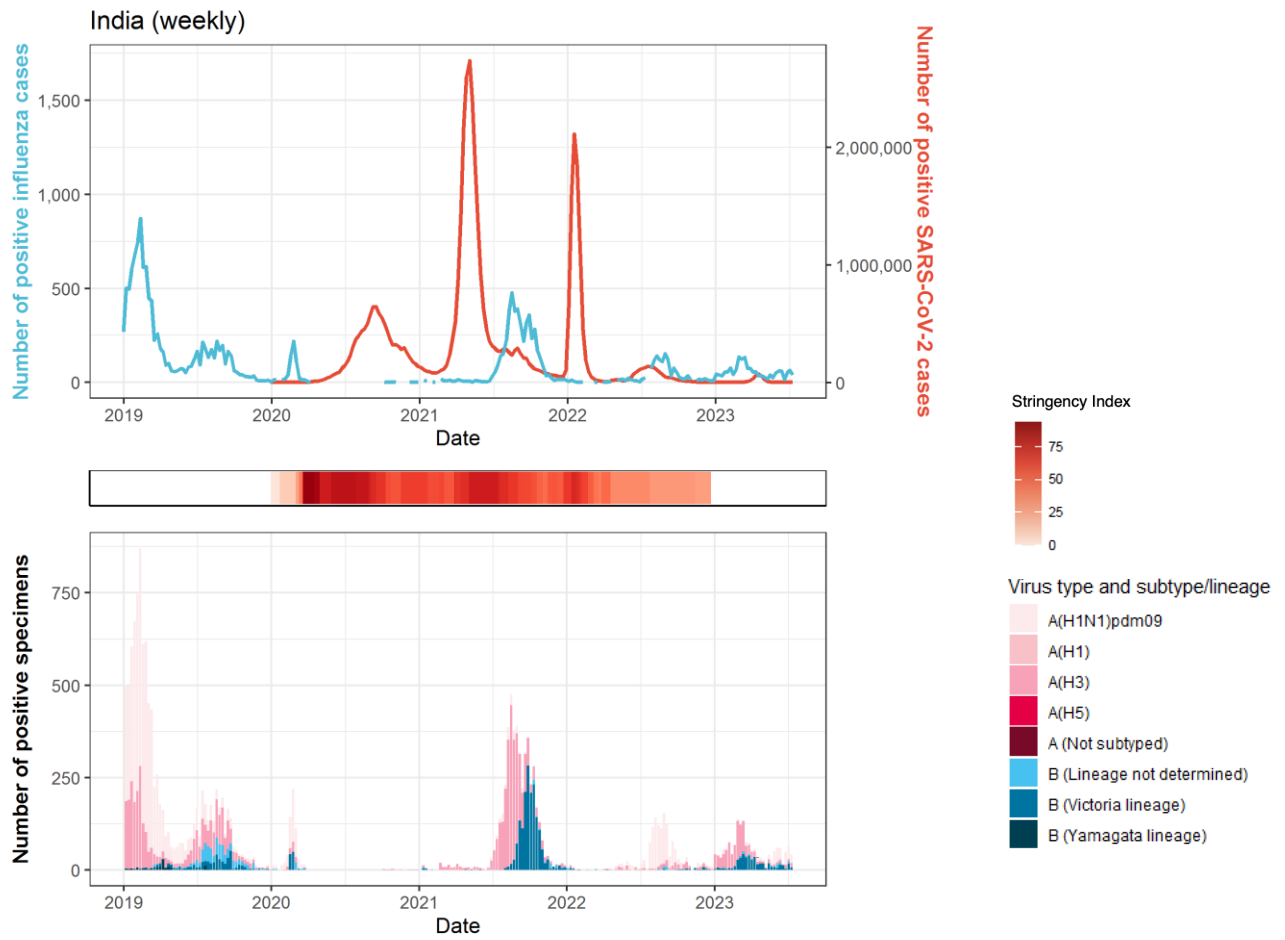 India (weekly)
Number of positive influenza cases
1,500
1,000
500
0
Number of positive SARS-CoV-2 cases
2,000,000
1,000,000
0
2019 2020 2021 2022 2023
Date
Stringency Index
75
50
25
0
Number of positive specimens
750
500
250
0
2019 2020 2021 2022 2023
Date
Virus type and subtype/lineage
A(H1N1)pdm09
A(H1)
A(H3)
A(H5)
A (Not subtyped)
B (Lineage not determined)
B (Victoria lineage)
B (Yamagata lineage)